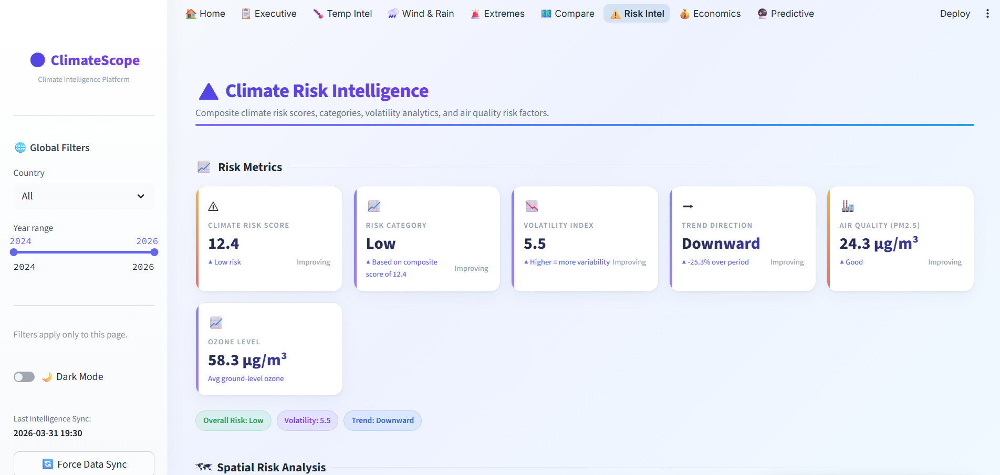 Home
Executive
Temp Intel
Wind & Rain
Extremes
Compare
Risk Intel
Economics
Predictive
Deploy
ClimateScope
Climate Intelligence Platform
Global Filters
Country
All
Year range
2024 2026
2024 2026
Filters apply only to this page.
Dark Mode
Last Intelligence Sync:
2026-03-31 19:30
Force Data Sync
Climate Risk Intelligence
Composite climate risk scores, categories, volatility analytics, and air quality risk factors.
Risk Metrics
CLIMATE RISK SCORE
12.4
▲ Low risk Improving
RISK CATEGORY
Low
▲ Based on composite
score of 12.4
Improving
VOLATILITY INDEX
5.5
▲ Higher = more variability Improving
TREND DIRECTION
Downward
▲ -25.3% over period Improving
AIR QUALITY (PM2.5)
24.3 µg/m³
▲ Good Improving
OZONE LEVEL
58.3 µg/m³
Avg ground-level ozone
Overall Risk: Low
Volatility: 5.5
Trend: Downward
Spatial Risk Analysis